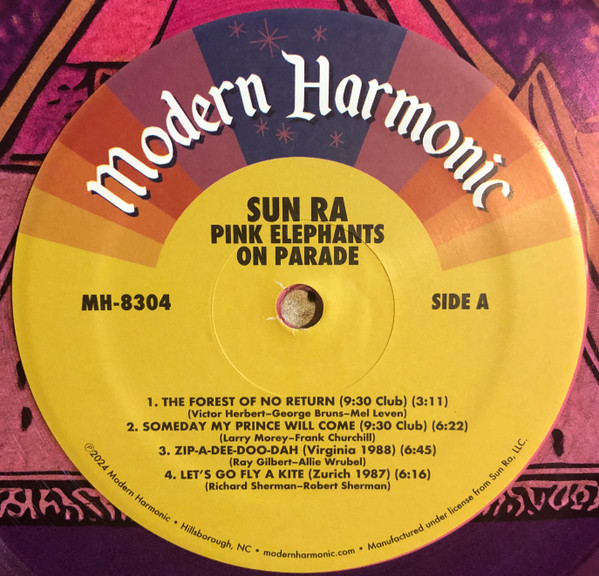 Modern Harmonic
SUN RA
PINK ELEPHANTS
ON PARADE
MH-8304
SIDE A
1. THE FOREST OF NO RETURN (9:30 Club) (3:11)
(Victor Herbert–George Bruns–Mel Leven)
2. SOMEDAY MY PRINCE WILL COME (9:30 Club) (6:22)
(Larry Morey–Frank Churchill)
3. ZIP-A-DEE-DOO-DAH (Virginia 1988) (6:45)
(Ray Gilbert–Allie Wrubel)
4. LET'S GO FLY A KITE (Zurich 1987) (6:16)
(Richard Sherman–Robert Sherman)
℗2024 Modern Harmonic • Hillsborough, NC • modernharmonic.com • Manufactured under license from Sun Ra, LLC.